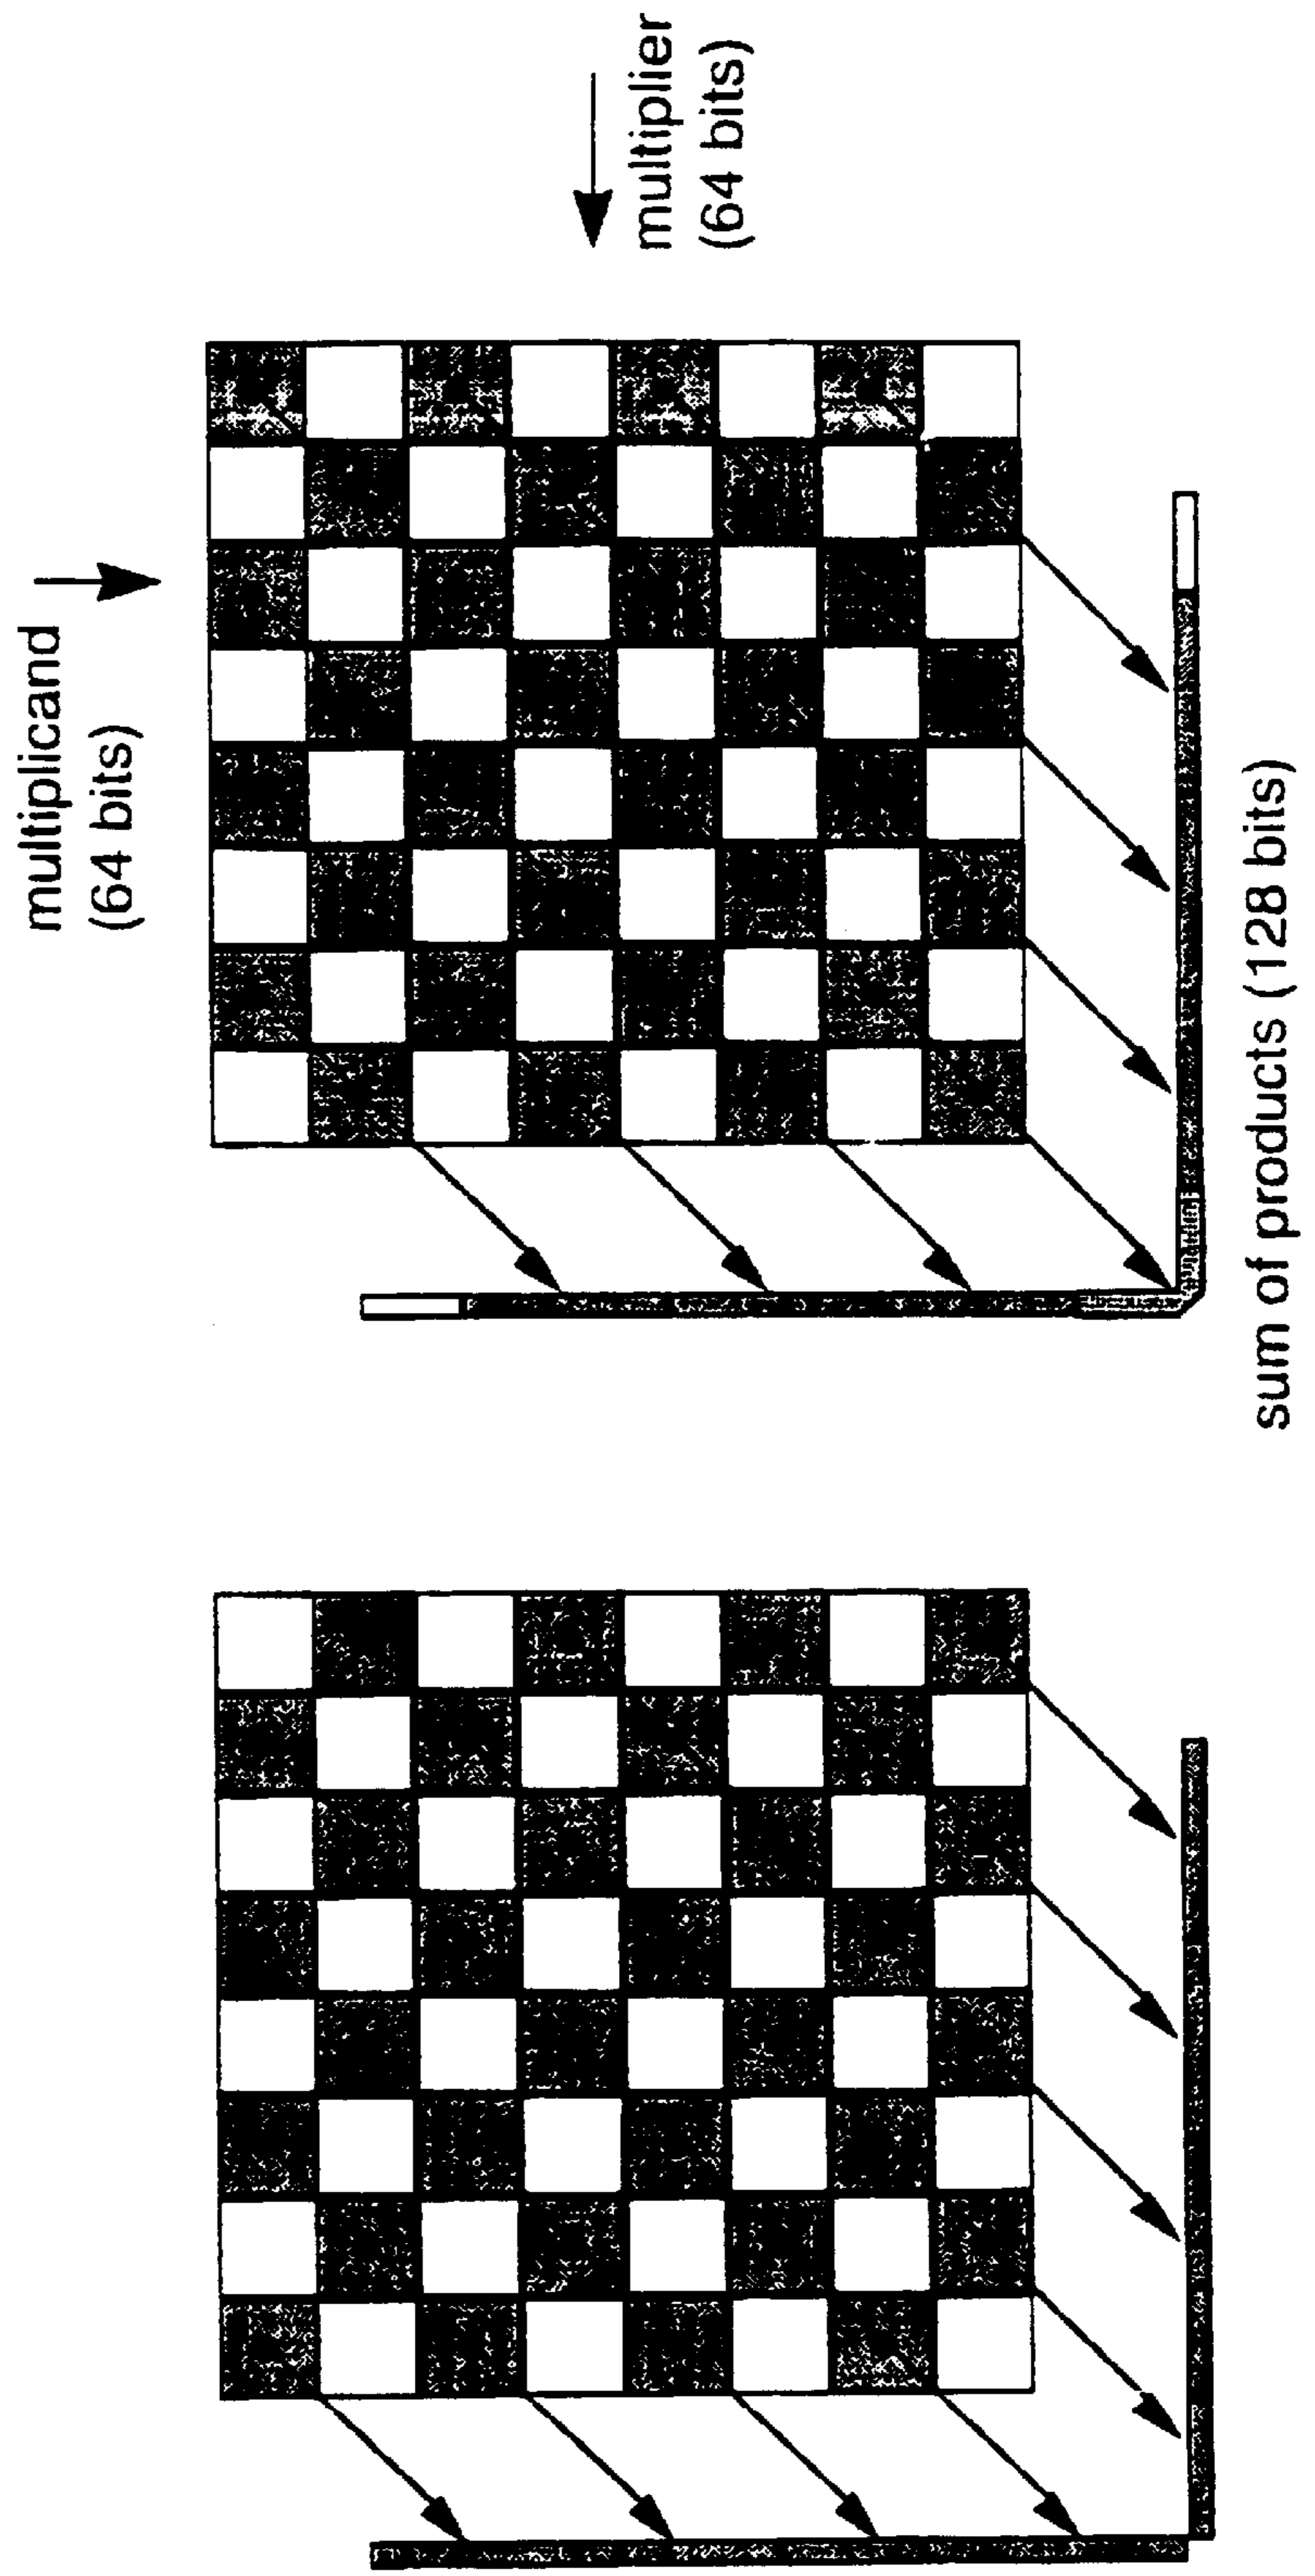 multiplicand
(64 bits)
multiplier
(64 bits)
sum of products (128 bits)